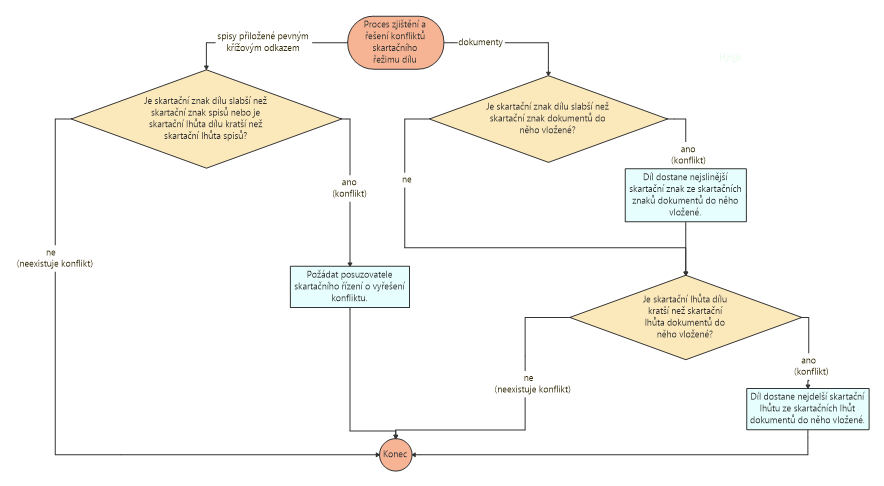 Proces zjištění a
řešení konfliktů
skartačního
řežimu dílu
spisy přiložené pevným
křížovým odkazem
dokumenty
Je skartační znak dílu slabší než
skartační znak spisů nebo je
skartační lhůta dílu kratší než
skartační lhůta spisů?
Je skartační znak dílu slabší než
skartační znak dokumentů do
něho vložené?
ano
(konflikt)
ne
ano
(konflikt)
Díl dostane nejslinější
skartační znak ze skartačních
znaků dokumentů do něho
vložené.
ne
(neexistuje konflikt)
Požádat posuzovatele
skartačního řízení o vyřešení
konfliktu.
Je skartační lhůta dílu
kratší než skartační
lhůta dokumentů do
něho vložené?
ne
(neexistuje konflikt)
ano
(konflikt)
Díl dostane nejdelší skartační
lhůtu ze skartačních lhůt
dokumentů do něho vložené.
Konec